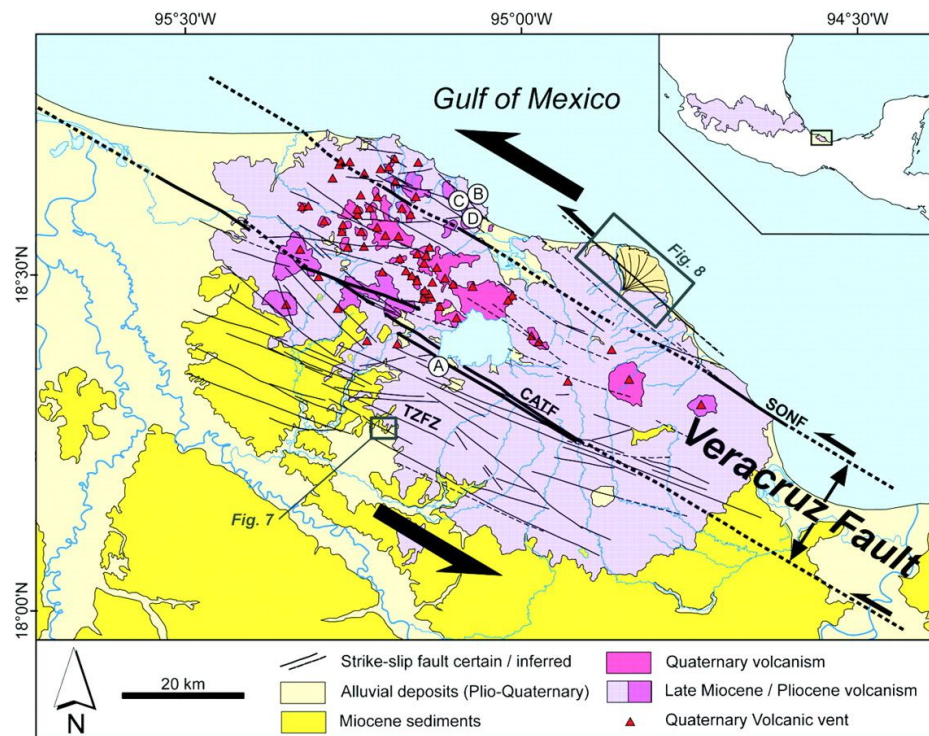 95°30'W
95°00'W
94°30'W
Gulf of Mexico
B
C
D
Fig. 8
18°30'N
A
CATF
SONF
TZFZ
Veracruz Fault
Fig. 7
18°00'N
Strike-slip fault certain / inferred
Quaternary volcanism
20 km
Alluvial deposits (Plio-Quaternary)
Late Miocene / Pliocene volcanism
N
Miocene sediments
Quaternary Volcanic vent